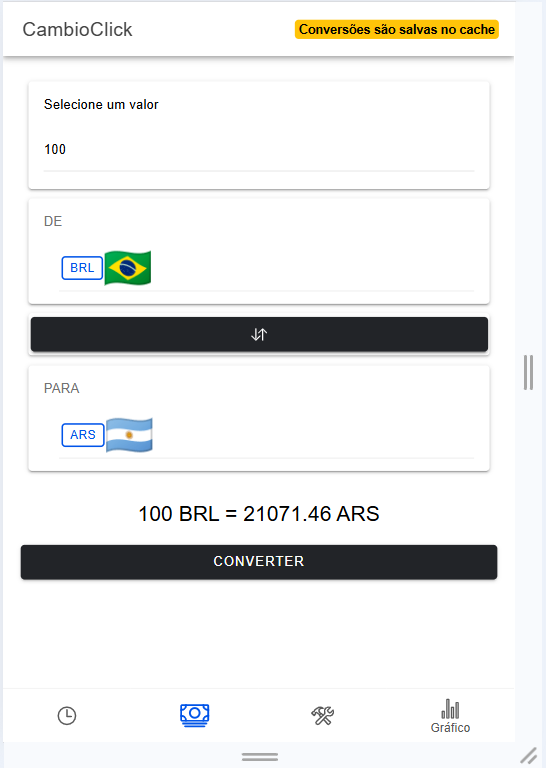 CambioClick
Conversões são salvas no cache
Selecione um valor
100
DE
BRL
PARA
ARS
100 BRL = 21071.46 ARS
CONVERTER
Gráfico